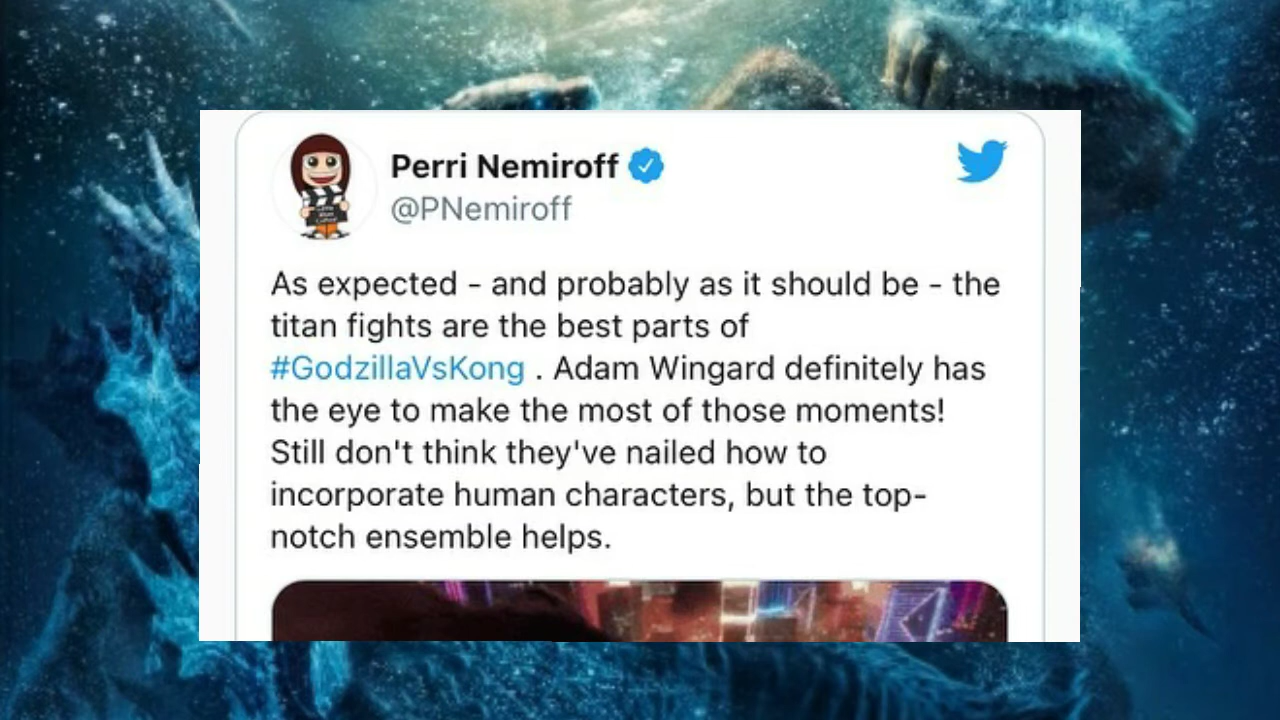 Perri Nemiroff
@PNemiroff
As expected - and probably as it should be - the
titan fights are the best parts of
#GodzillaVsKong . Adam Wingard definitely has
the eye to make the most of those moments!
Still don't think they've nailed how to
incorporate human characters, but the top-
notch ensemble helps.